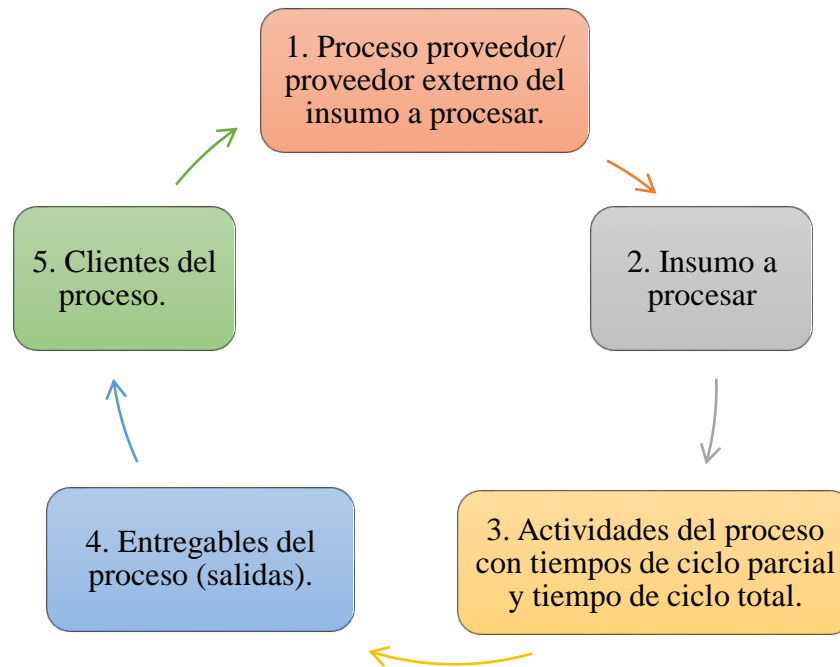 1. Proceso proveedor/
proveedor externo del
insumo a procesar.
2. Insumo a
procesar
3. Actividades del proceso
con tiempos de ciclo parcial
y tiempo de ciclo total.
4. Entregables del
proceso (salidas).
5. Clientes del
proceso.